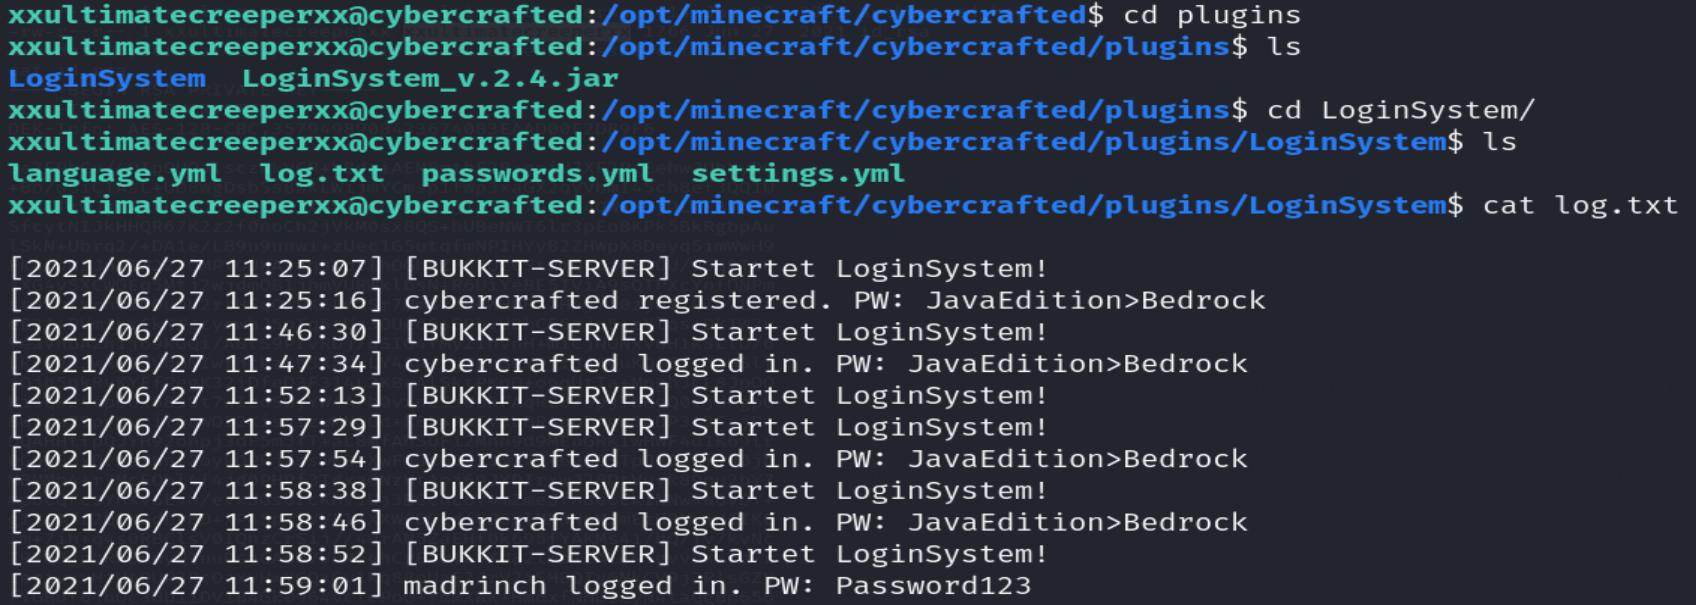 xxultimatecreeperxx@cybercrafted:/opt/minecraft/cybercrafted$ cd plugins
xxultimatecreeperxx@cybercrafted:/opt/minecraft/cybercrafted/plugins$ ls
LoginSystem  LoginSystem_v.2.4.jar
xxultimatecreeperxx@cybercrafted:/opt/minecraft/cybercrafted/plugins$ cd LoginSystem/
xxultimatecreeperxx@cybercrafted:/opt/minecraft/cybercrafted/plugins/LoginSystem$ ls
language.yml  log.txt  passwords.yml  settings.yml
xxultimatecreeperxx@cybercrafted:/opt/minecraft/cybercrafted/plugins/LoginSystem$ cat log.txt
[2021/06/27 11:25:07] [BUKKIT-SERVER] Startet LoginSystem!
[2021/06/27 11:25:16] cybercrafted registered. PW: JavaEdition>Bedrock
[2021/06/27 11:46:30] [BUKKIT-SERVER] Startet LoginSystem!
[2021/06/27 11:47:34] cybercrafted logged in. PW: JavaEdition>Bedrock
[2021/06/27 11:52:13] [BUKKIT-SERVER] Startet LoginSystem!
[2021/06/27 11:57:29] [BUKKIT-SERVER] Startet LoginSystem!
[2021/06/27 11:57:54] cybercrafted logged in. PW: JavaEdition>Bedrock
[2021/06/27 11:58:38] [BUKKIT-SERVER] Startet LoginSystem!
[2021/06/27 11:58:46] cybercrafted logged in. PW: JavaEdition>Bedrock
[2021/06/27 11:58:52] [BUKKIT-SERVER] Startet LoginSystem!
[2021/06/27 11:59:01] madrinch logged in. PW: Password123